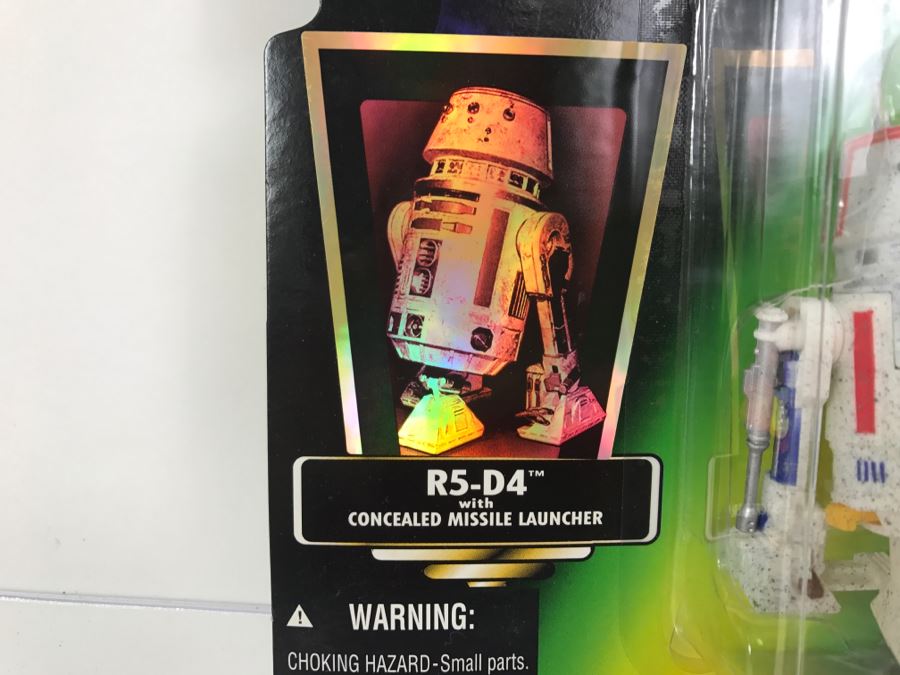 R5-D4™
with
CONCEALED MISSILE LAUNCHER
WARNING:
CHOKING HAZARD-Small parts.